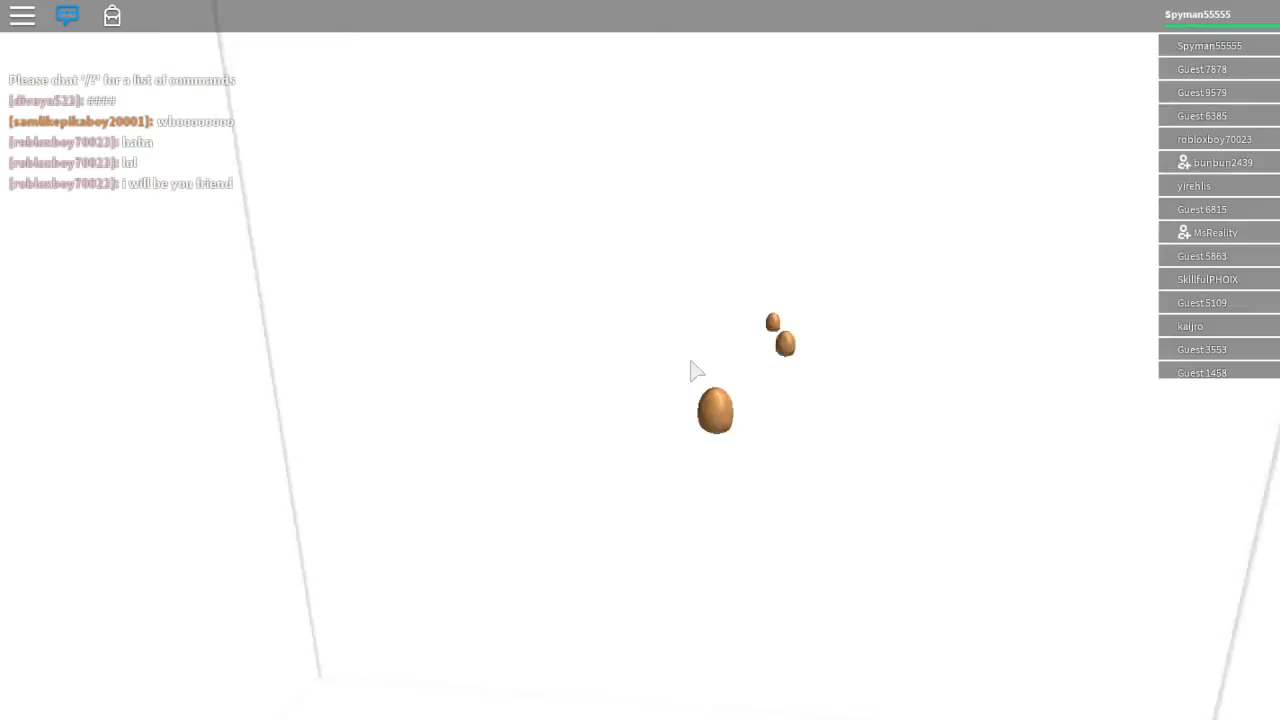 Spyman55555
Please chat '/?' for a list of commands
[divoyo521]: ####
[samlikepikaboy20001]: whoooooooo
[robloxboy70023]: haha
[robloxboy70023]: lol
[robloxboy70023]: i will be you friend
Spyman55555
Guest 7878
Guest 9579
Guest 6385
robloxboy70023
bunbun2439
yirehlis
Guest 6815
MsReality
Guest 5863
SkillfulPHOIX
Guest 5109
kaijro
Guest 3553
Guest 1458